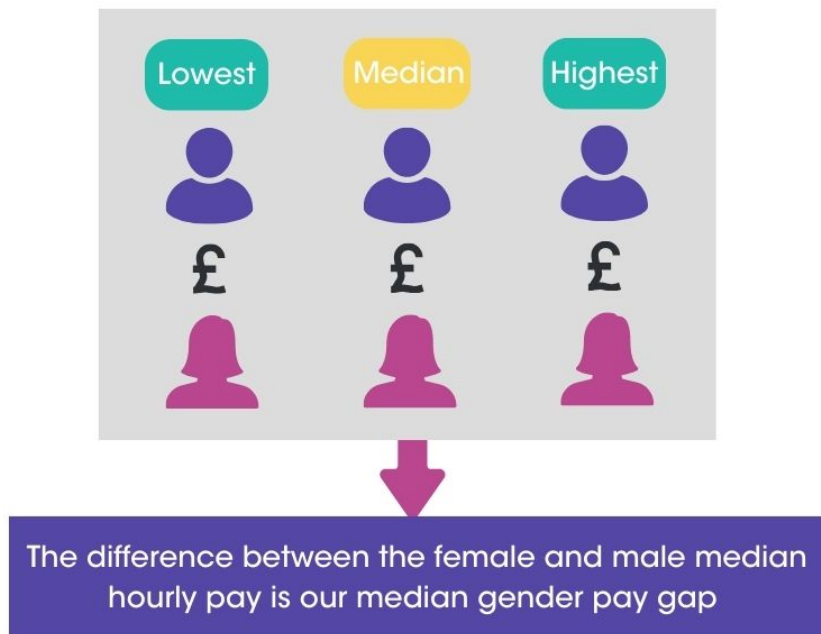 Lowest
Median
Highest
£
£
£
The difference between the female and male median
hourly pay is our median gender pay gap